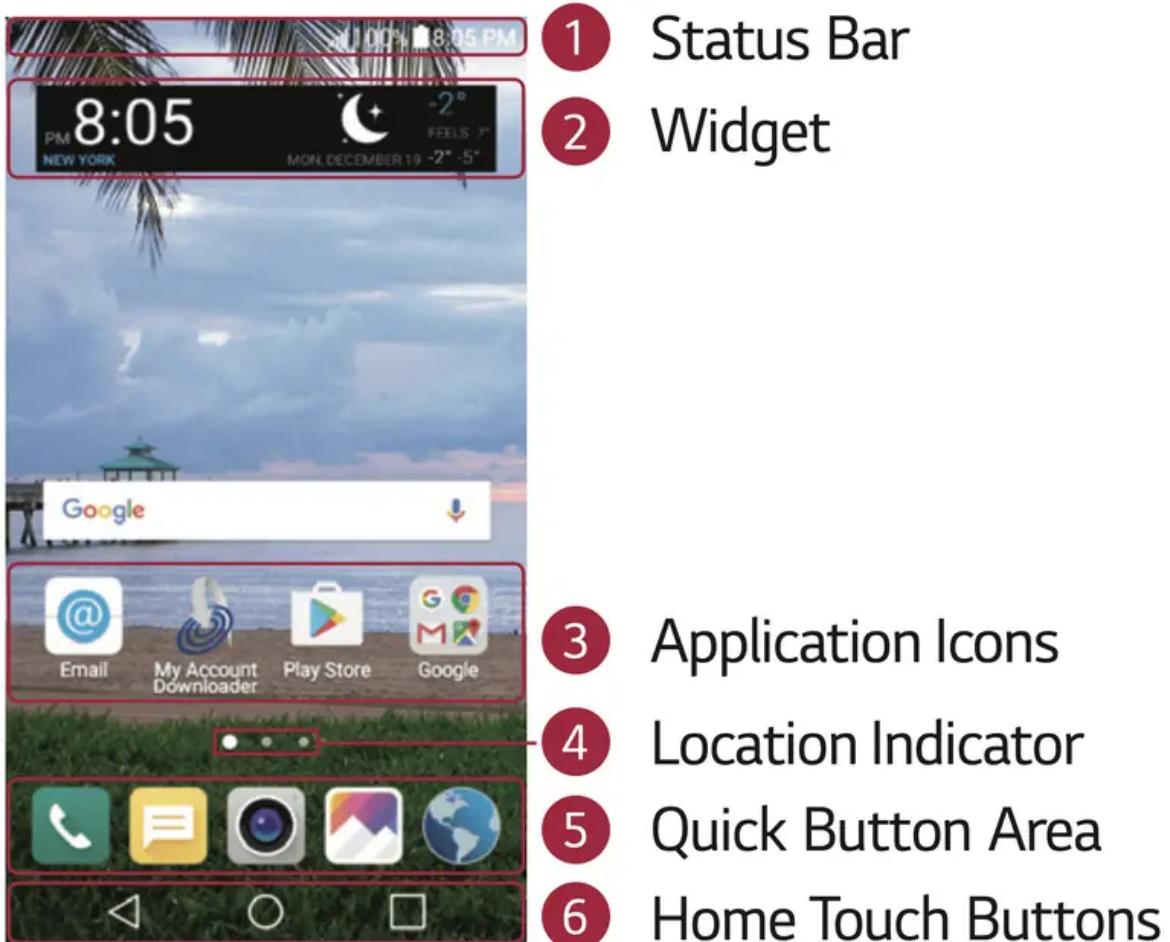 100% 8:05 PM
1 Status Bar
PM 8:05
-2°
FEELS 7°
NEW YORK
MON, DECEMBER 19 -2° -5°
2 Widget
Google
Email
My Account
Downloader
Play Store
Google
3 Application Icons
4 Location Indicator
5 Quick Button Area
6 Home Touch Buttons